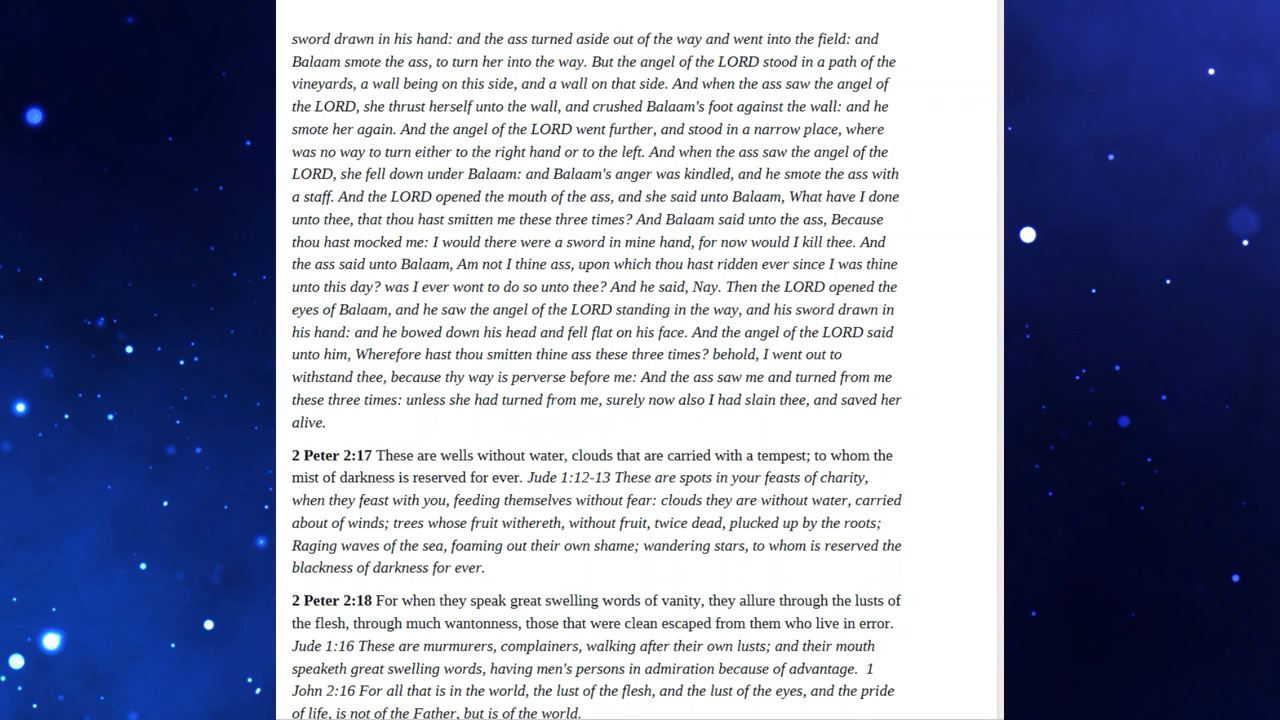 sword drawn in his hand: and the ass turned aside out of the way and went into the field: and
Balaam smote the ass, to turn her into the way. But the angel of the LORD stood in a path of the
vineyards, a wall being on this side, and a wall on that side. And when the ass saw the angel of
the LORD, she thrust herself unto the wall, and crushed Balaam's foot against the wall: and he
smote her again. And the angel of the LORD went further, and stood in a narrow place, where
was no way to turn either to the right hand or to the left. And when the ass saw the angel of the
LORD, she fell down under Balaam: and Balaam's anger was kindled, and he smote the ass with
a staff. And the LORD opened the mouth of the ass, and she said unto Balaam, What have I done
unto thee, that thou hast smitten me these three times? And Balaam said unto the ass, Because
thou hast mocked me: I would there were a sword in mine hand, for now would I kill thee. And
the ass said unto Balaam, Am not I thine ass, upon which thou hast ridden ever since I was thine
unto this day? was I ever wont to do so unto thee? And he said, Nay. Then the LORD opened the
eyes of Balaam, and he saw the angel of the LORD standing in the way, and his sword drawn in
his hand: and he bowed down his head and fell flat on his face. And the angel of the LORD said
unto him, Wherefore hast thou smitten thine ass these three times? behold, I went out to
withstand thee, because thy way is perverse before me: And the ass saw me and turned from me
these three times: unless she had turned from me, surely now also I had slain thee, and saved her
alive.
2 Peter 2:17 These are wells without water, clouds that are carried with a tempest; to whom the
mist of darkness is reserved for ever. Jude 1:12-13 These are spots in your feasts of charity,
when they feast with you, feeding themselves without fear: clouds they are without water, carried
about of winds; trees whose fruit withereth, without fruit, twice dead, plucked up by the roots;
Raging waves of the sea, foaming out their own shame; wandering stars, to whom is reserved the
blackness of darkness for ever.
2 Peter 2:18 For when they speak great swelling words of vanity, they allure through the lusts of
the flesh, through much wantonness, those that were clean escaped from them who live in error.
Jude 1:16 These are murmurers, complainers, walking after their own lusts; and their mouth
speaketh great swelling words, having men's persons in admiration because of advantage. 1
John 2:16 For all that is in the world, the lust of the flesh, and the lust of the eyes, and the pride
of life, is not of the Father, but is of the world.